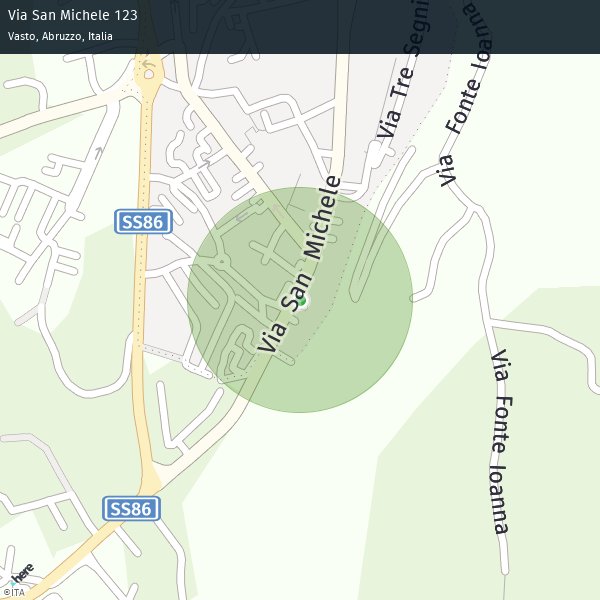 Via San Michele 123
Vasto, Abruzzo, Italia
Via Tre Segni
Via Fonte Ioanna
SS86
Via San Michele
Via Fonte Ioanna
SS86
here
©ITA